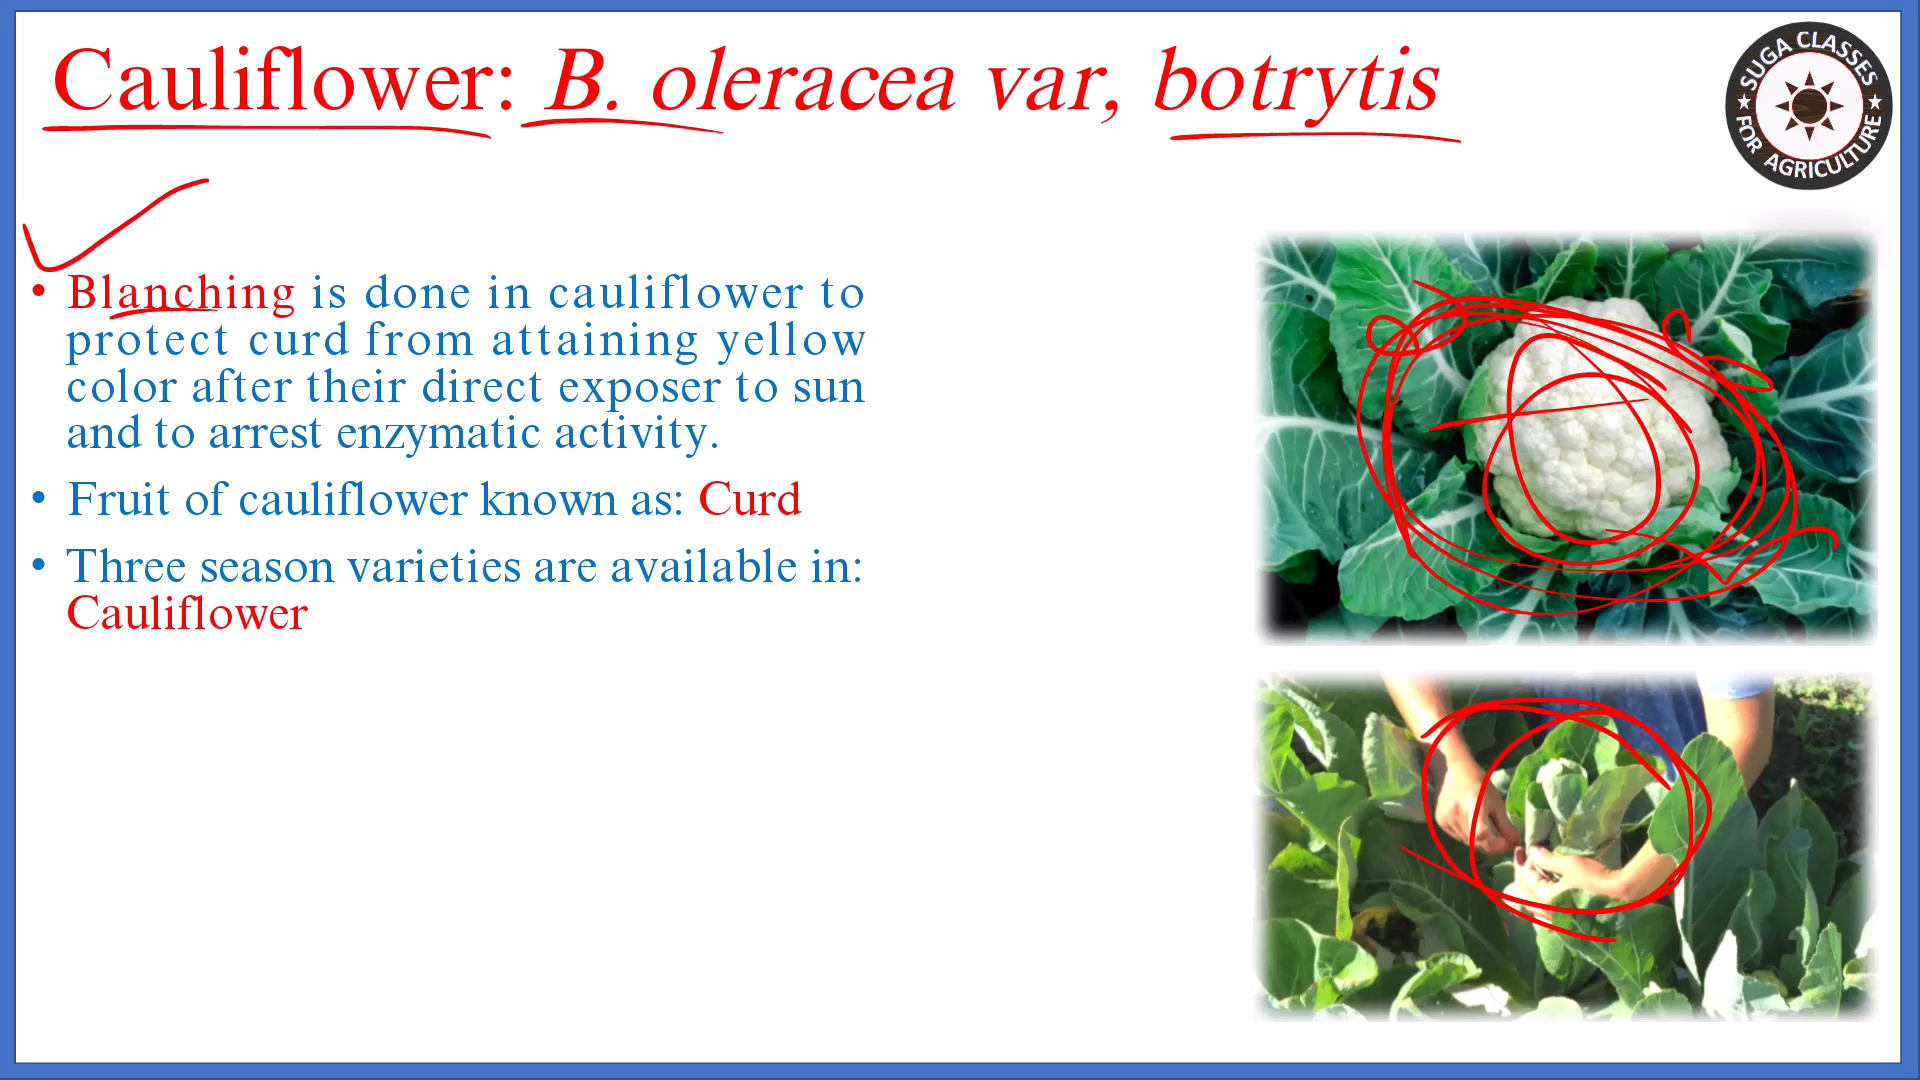 Cauliflower: B. oleracea var, botrytis
SUGA CLASSES
FOR AGRICULTURE
• Blanching is done in cauliflower to
protect curd from attaining yellow
color after their direct exposer to sun
and to arrest enzymatic activity.
• Fruit of cauliflower known as: Curd
• Three season varieties are available in:
Cauliflower